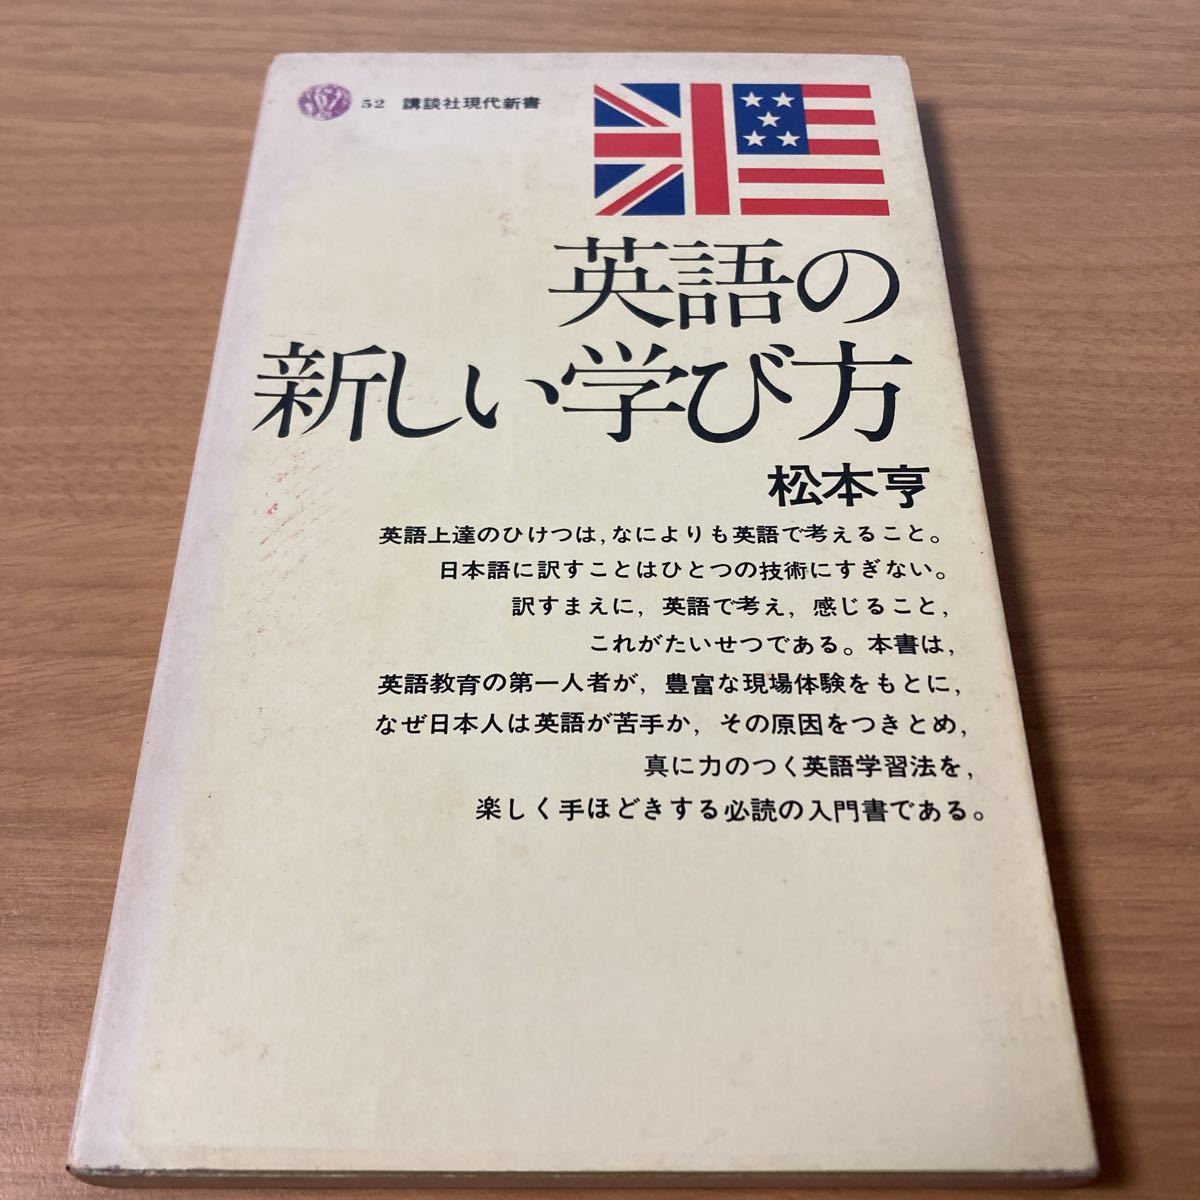 52 講談社現代新書
英語の
新しい学び方
松本亨
英語上達のひけつは,なによりも英語で考えること。
日本語に訳すことはひとつの技術にすぎない。
訳すまえに,英語で考え,感じること,
これがたいせつである。本書は,
英語教育の第一人者が,豊富な現場体験をもとに,
なぜ日本人は英語が苦手か,その原因をつきとめ,
真に力のつく英語学習法を,
楽しく手ほどきする必読の入門書である。